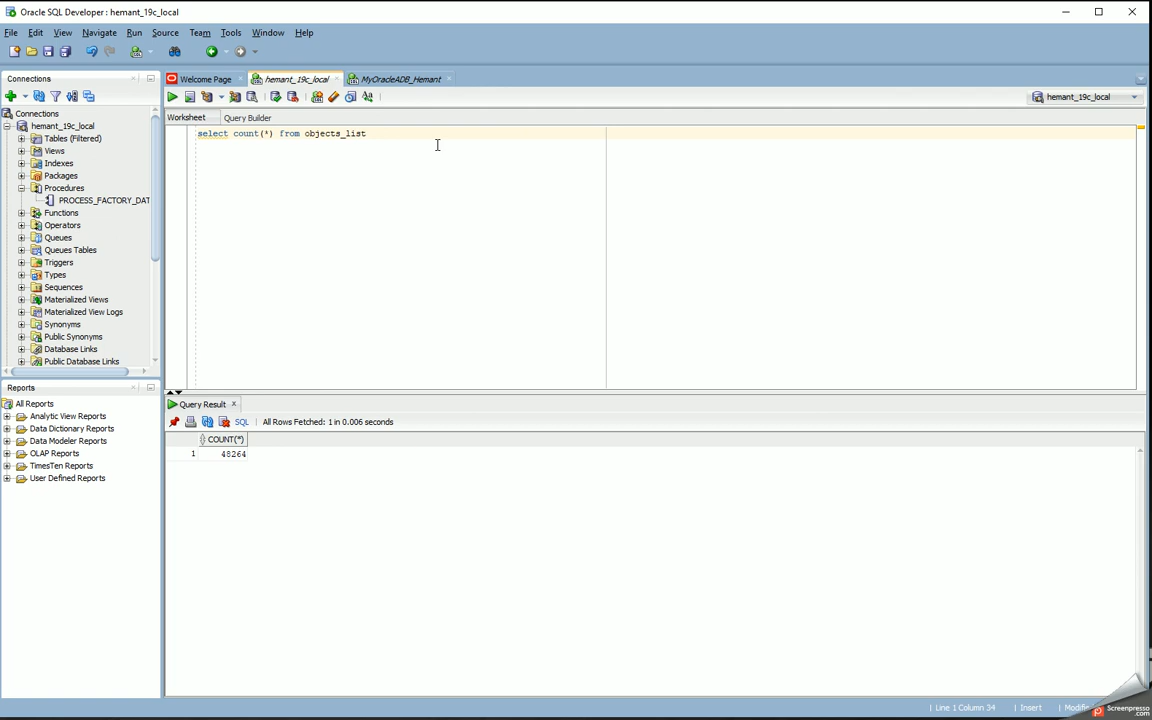 Oracle SQL Developer : hemant_19c_local
File Edit View Navigate Run Source Team Tools Window Help
Connections
Welcome Page
hemant_19c_local
MyOracleADB_Hemant
hemant_19c_local
Worksheet
Query Builder
select count(*) from objects_list
Connections
hemant_19c_local
Tables (Filtered)
Views
Indexes
Packages
Procedures
PROCESS_FACTORY_DAT
Functions
Operators
Queues
Queues Tables
Triggers
Types
Sequences
Materialized Views
Materialized View Logs
Synonyms
Public Synonyms
Database Links
Public Database Links
Reports
All Reports
Analytic View Reports
Data Dictionary Reports
Data Modeler Reports
OLAP Reports
TimesTen Reports
User Defined Reports
Query Result
SQL | All Rows Fetched: 1 in 0.006 seconds
COUNT(*)
1 48264
| Line 1 Column 34 | Insert | Modifie
Screenpresso
.com